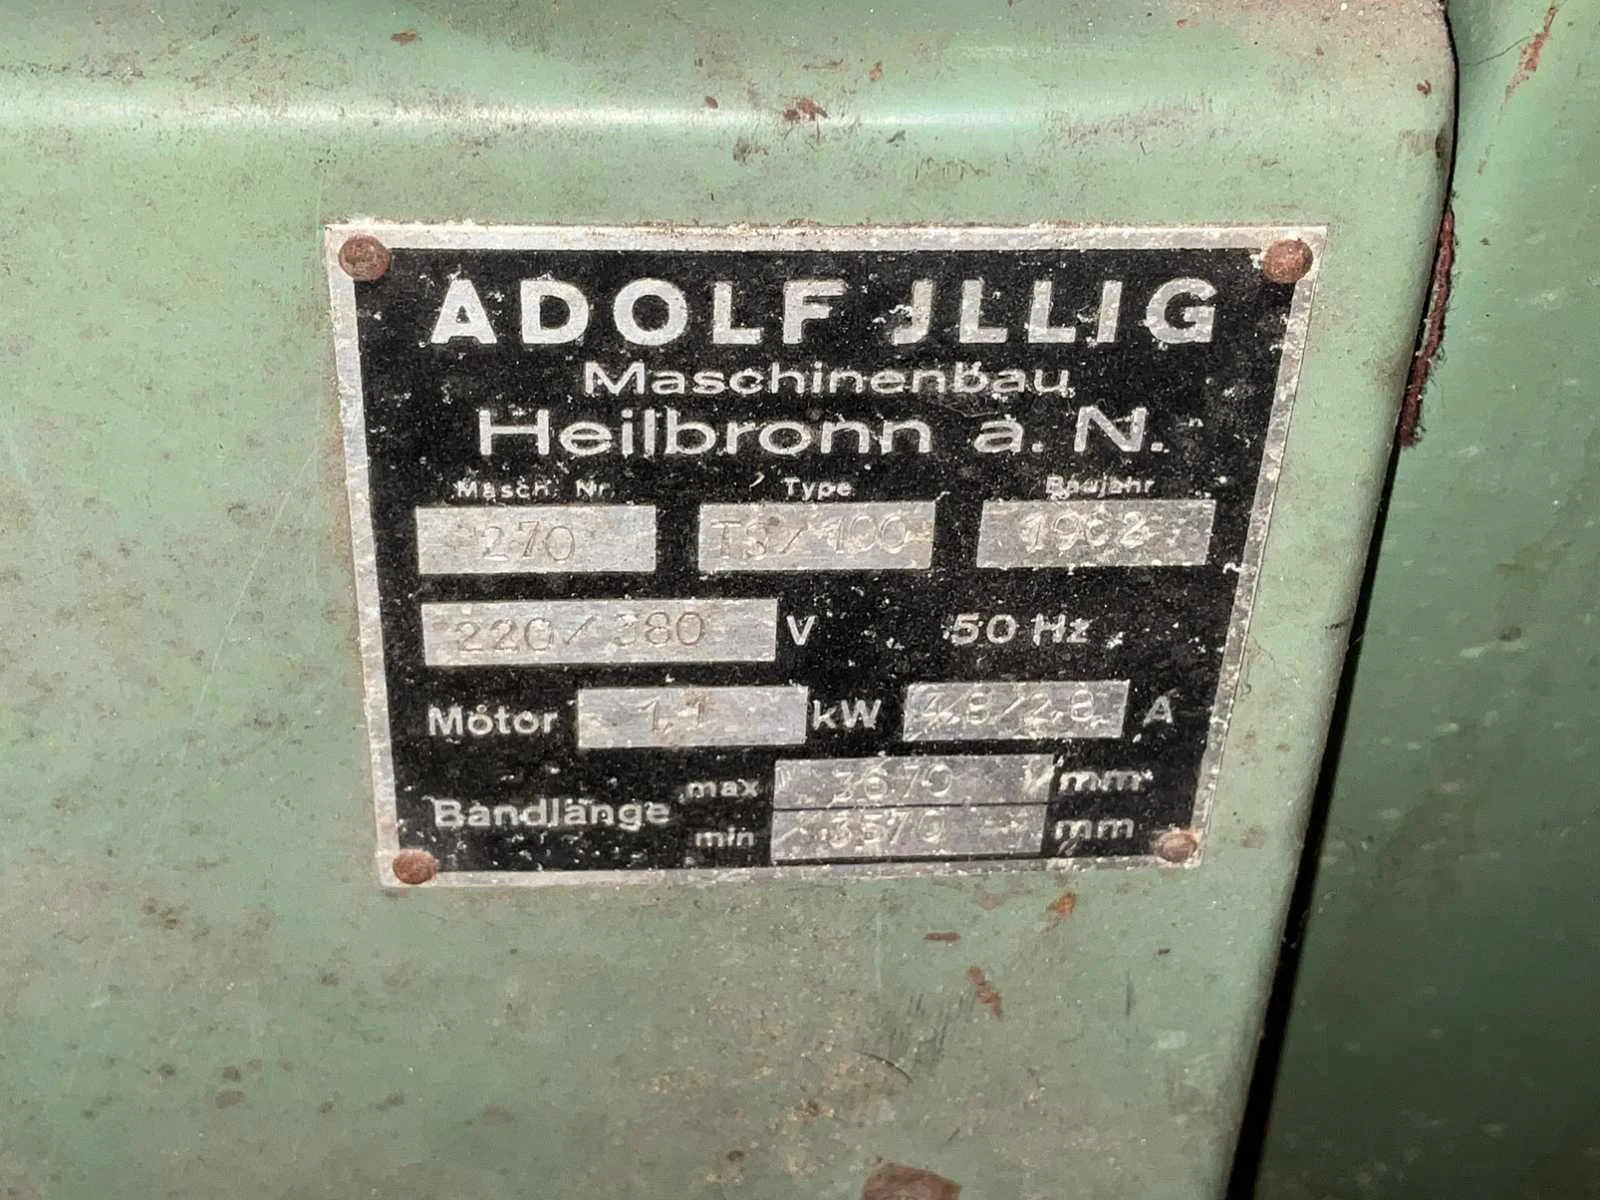 ADOLF JLLIG
Maschinenbau
Heilbronn a. N.
Masch. Nr. Type Baujahr
270 TS/100 1962
220/380 V 50 Hz
Motor 1,1 kW 4,8/2,8 A
Bandlänge max 3670 mm
min 3570 mm